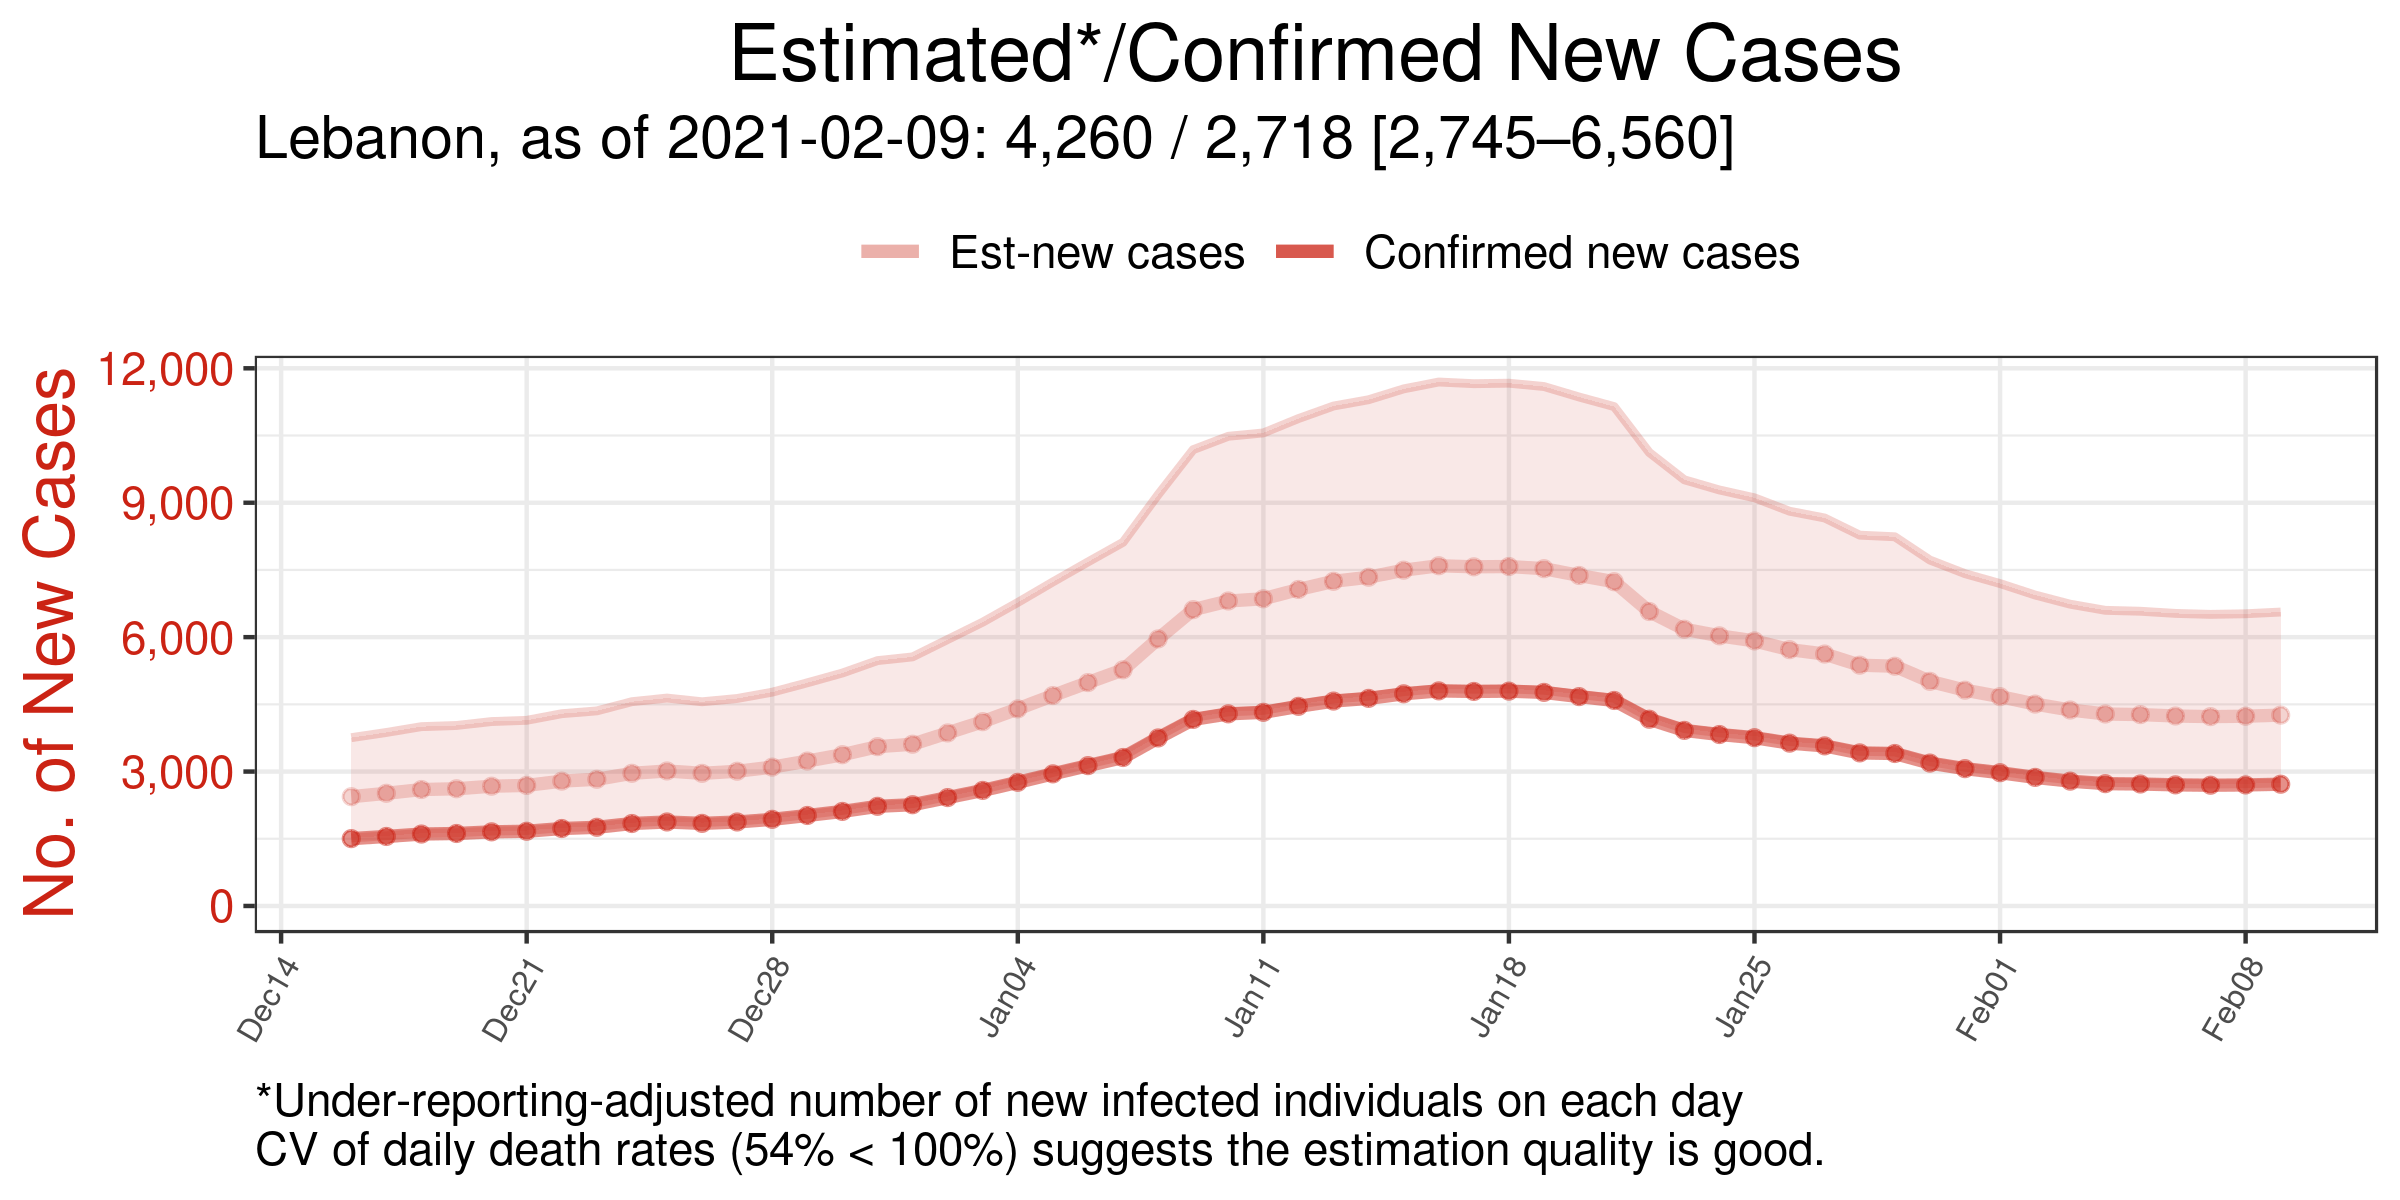 Estimated*/Confirmed New Cases
Lebanon, as of 2021-02-09: 4,260 / 2,718 [2,745–6,560]
Est-new cases
Confirmed new cases
No. of New Cases
12,000
9,000
6,000
3,000
0
Dec14
Dec21
Dec28
Jan04
Jan11
Jan18
Jan25
Feb01
Feb08
*Under-reporting-adjusted number of new infected individuals on each day
CV of daily death rates (54% < 100%) suggests the estimation quality is good.